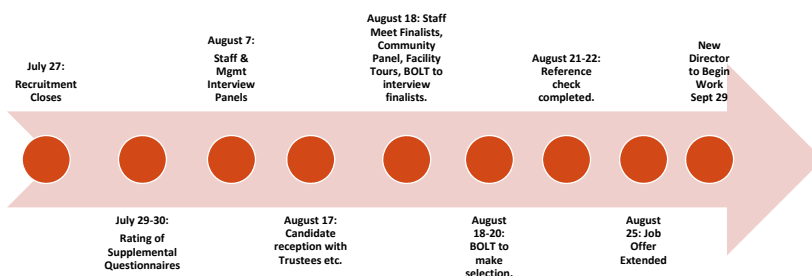 July 27:
Recruitment
Closes
July 29-30:
Rating of
Supplemental
Questionnaires
August 7:
Staff &
Mgmt
Interview
Panels
August 17:
Candidate
reception with
Trustees etc.
August 18: Staff
Meet Finalists,
Community
Panel, Facility
Tours, BOLT to
interview
finalists.
August
18-20:
BOLT to
make
selection.
August 21-22:
Reference
check
completed.
August
25: Job
Offer
Extended
New
Director
to Begin
Work
Sept 29